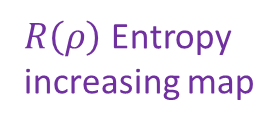 R(ρ) Entropy
increasing map